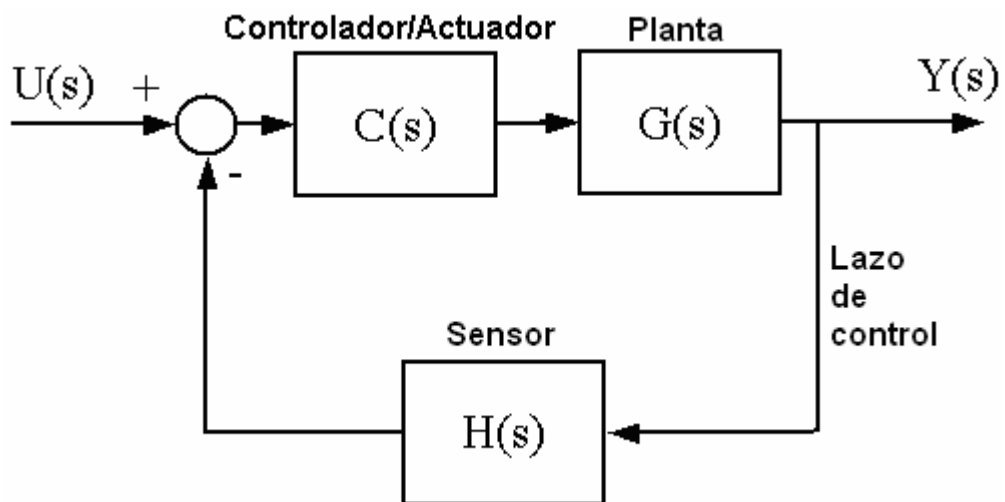 Controlador/Actuador
Planta
U(s)
+
C(s)
G(s)
Y(s)
-
Lazo
de
control
Sensor
H(s)